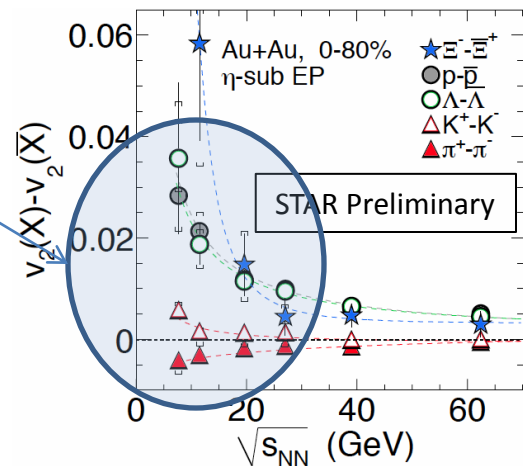 0.06
0.04
0.02
0
v₂(X)-v₂(X̅)
Au+Au, 0-80%
η-sub EP
Ξ⁻-Ξ̅⁺
p-p̅
Λ-Λ̅
K⁺-K⁻
π⁺-π⁻
STAR Preliminary
0 20 40 60
√s_NN (GeV)